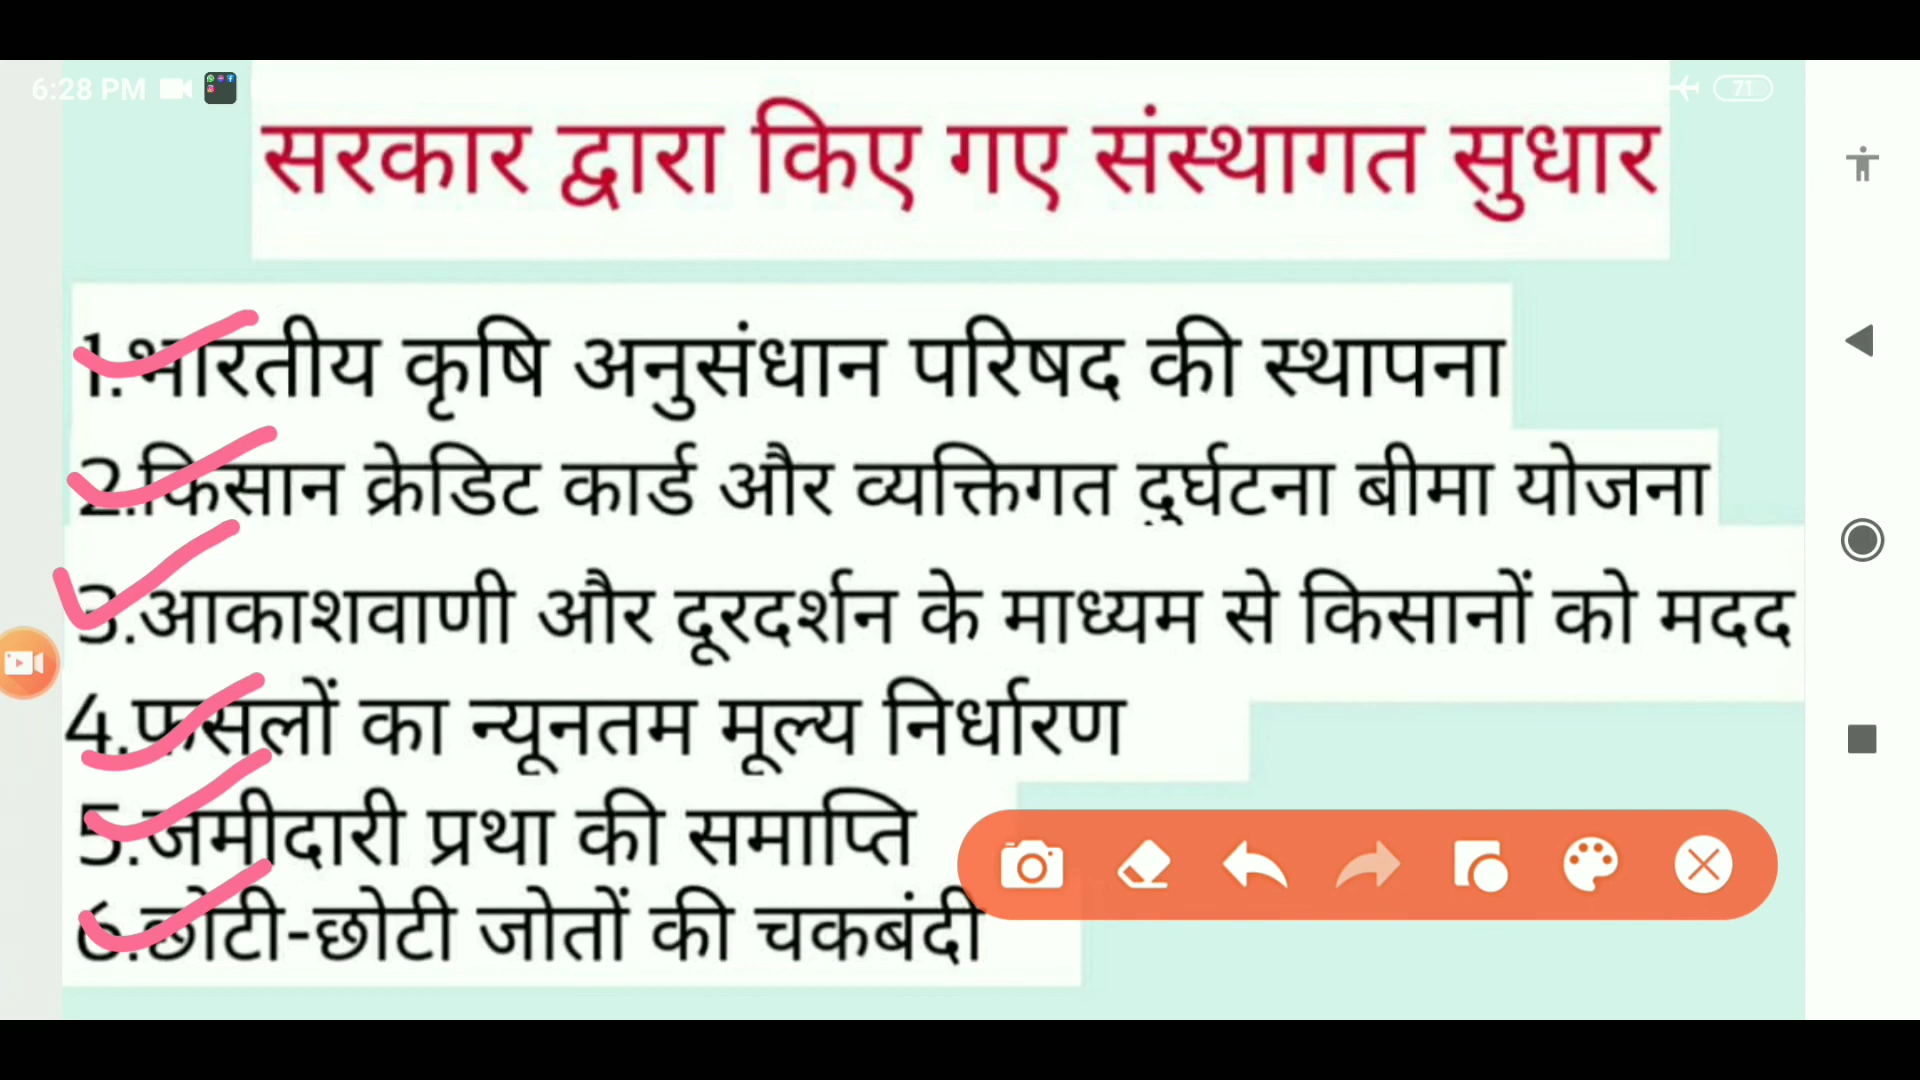 6:28 PM
71
सरकार द्वारा किए गए संस्थागत सुधार
1.भारतीय कृषि अनुसंधान परिषद की स्थापना
2.किसान क्रेडिट कार्ड और व्यक्तिगत दुर्घटना बीमा योजना
3.आकाशवाणी और दूरदर्शन के माध्यम से किसानों को मदद
4.फसलों का न्यूनतम मूल्य निर्धारण
5.जमीदारी प्रथा की समाप्ति
6.छोटी-छोटी जोतों की चकबंदी